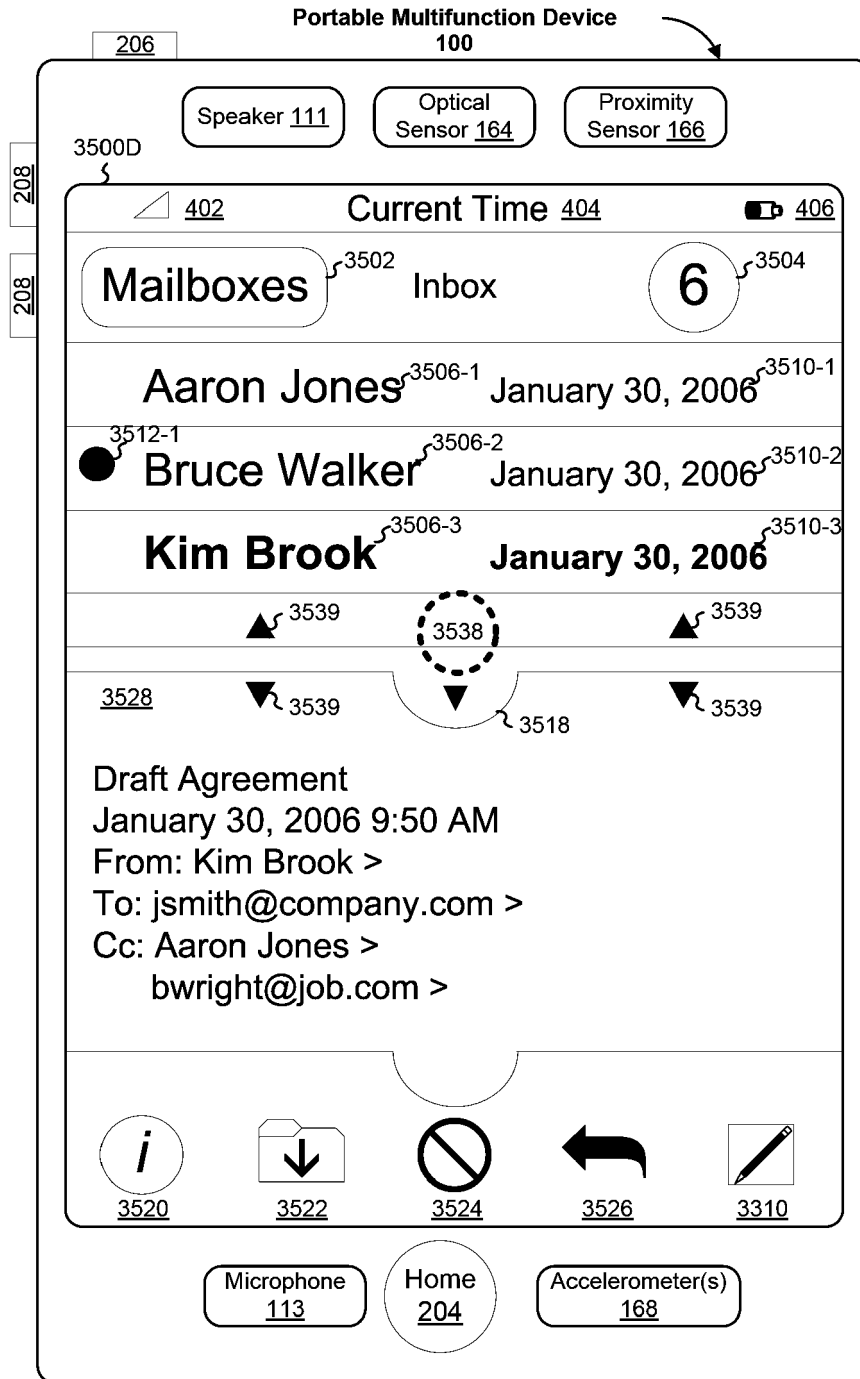 Portable Multifunction Device
100
206
Speaker 111
Optical
Sensor 164
Proximity
Sensor 166
3500D
208
208
402
Current Time 404
406
Mailboxes
3502
Inbox
6
3504
Aaron Jones
3506-1
January 30, 2006
3510-1
3512-1
Bruce Walker
3506-2
January 30, 2006
3510-2
Kim Brook
3506-3
January 30, 2006
3510-3
3539
3538
3539
3528
3539
3518
3539
Draft Agreement
January 30, 2006 9:50 AM
From: Kim Brook >
To: jsmith@company.com >
Cc: Aaron Jones >
bwright@job.com >
i
3520
3522
3524
3526
3310
Microphone
113
Home
204
Accelerometer(s)
168